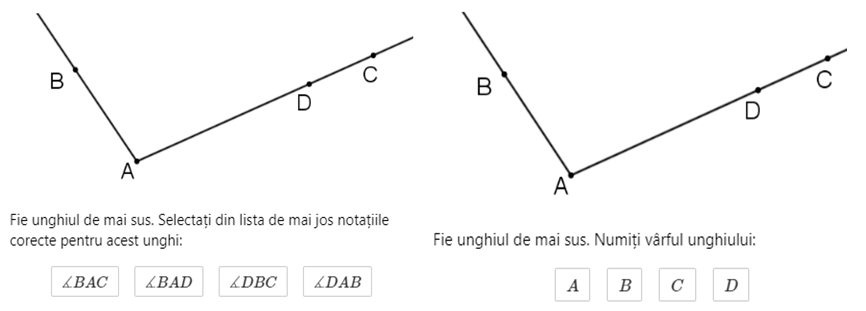 B
A
D
C
Fie unghiul de mai sus. Selectați din lista de mai jos notațiile
corecte pentru acest unghi:
∡BAC ∡BAD ∡DBC ∡DAB
B
A
D
C
Fie unghiul de mai sus. Numiți vârful unghiului:
A B C D